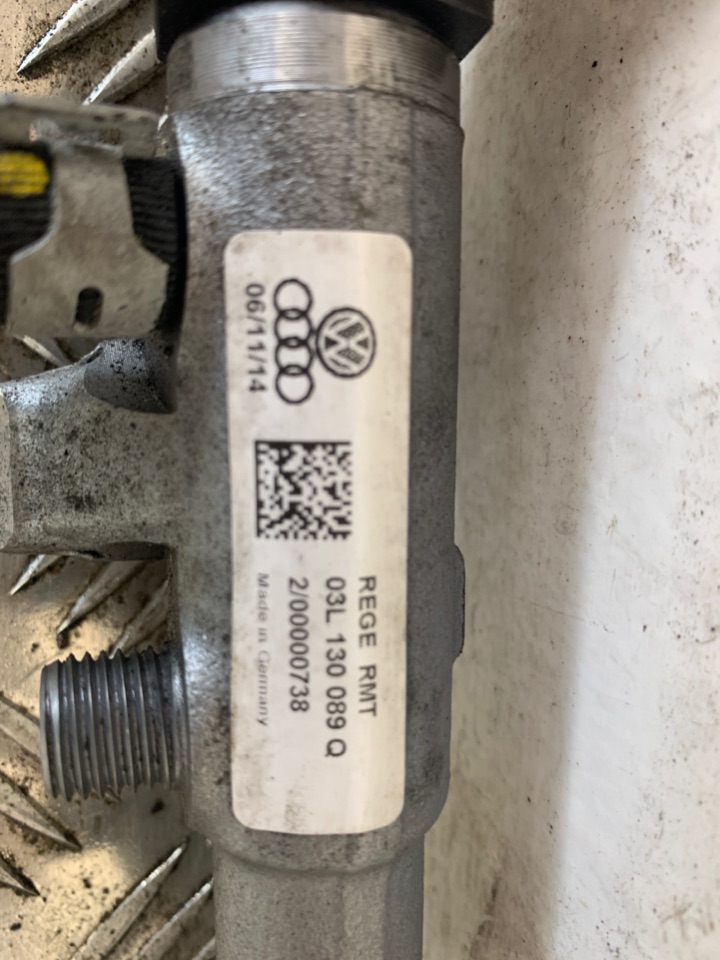 06/11/14
REGE RMT
03L 130 089 Q
2/00000738
Made in Germany